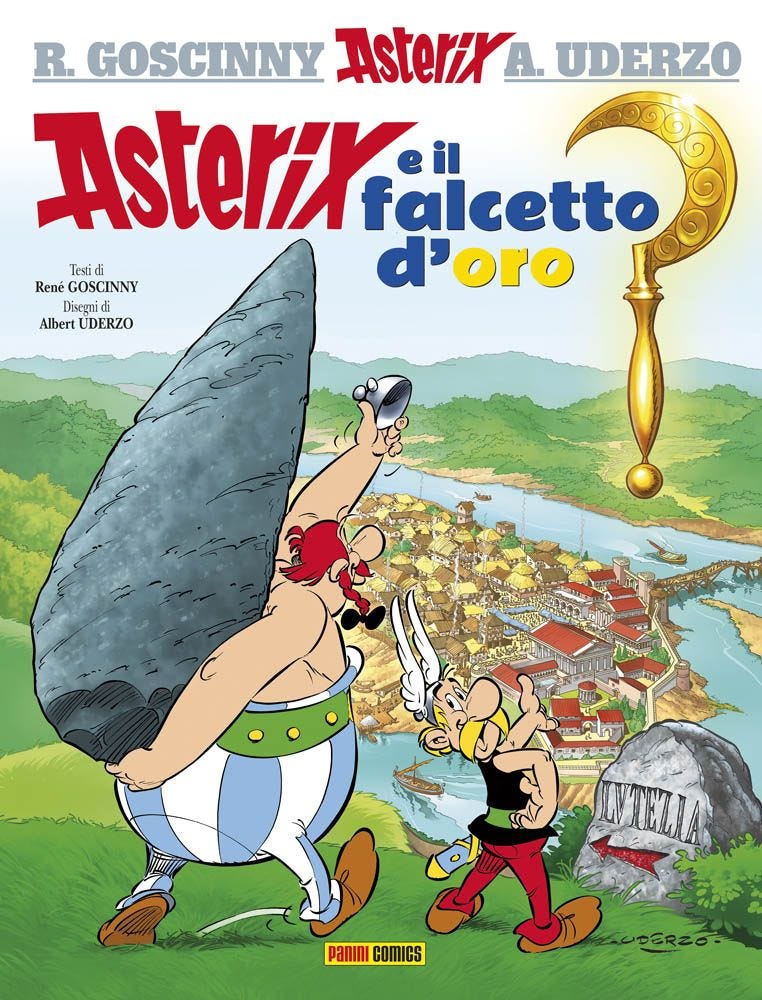 R. GOSCINNY Asterix A. UDERZO
Asterix e il
falcetto
d'oro
Testi di
René GOSCINNY
Disegni di
Albert UDERZO
LVTETIA
-UDERZO-
PANINI COMICS